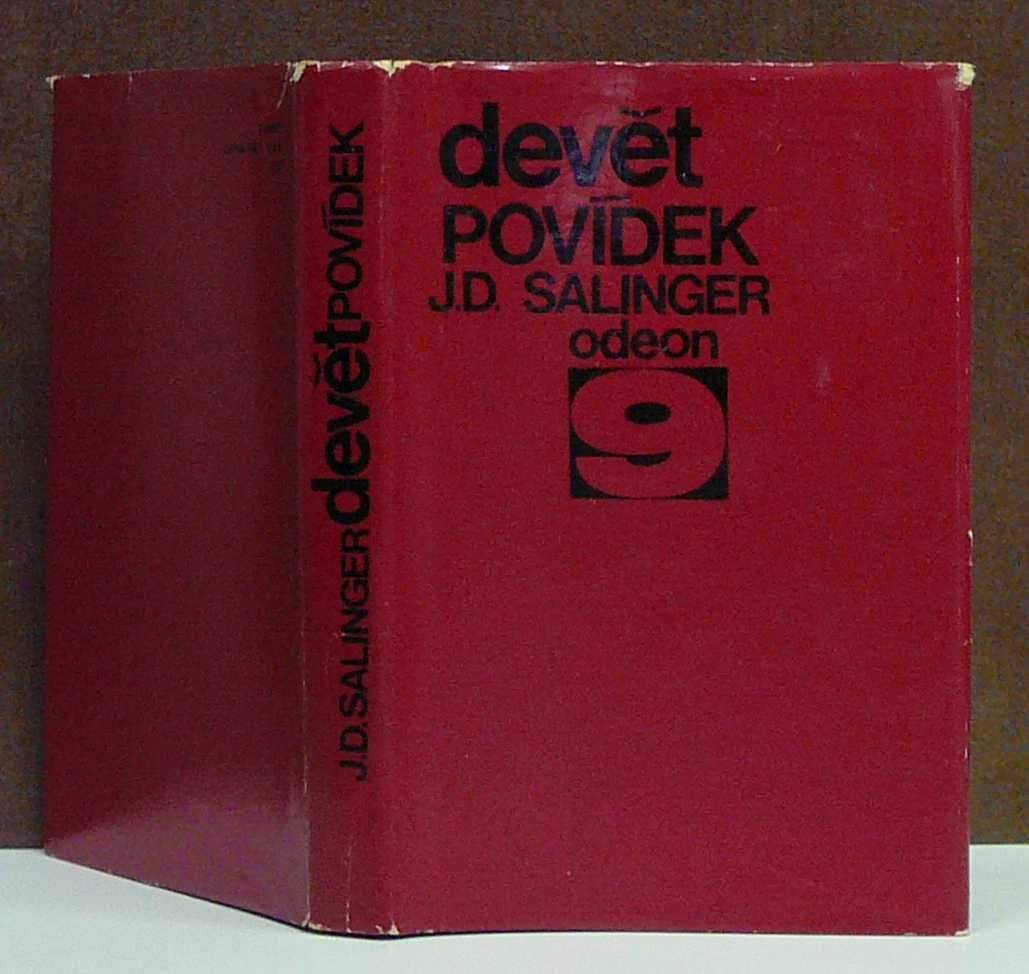 devět
POVÍDEK
J.D. SALINGER
odeon
9
J.D. SALINGER devět POVÍDEK